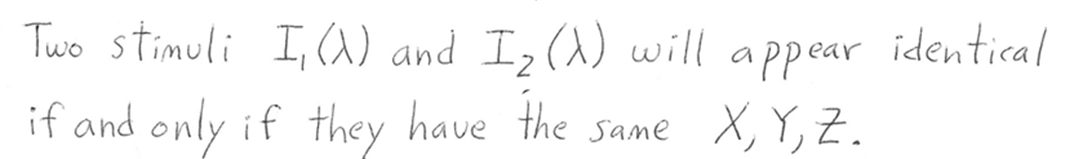 Two stimuli I₁(λ) and I₂(λ) will appear identical
if and only if they have the same X, Y, Z.